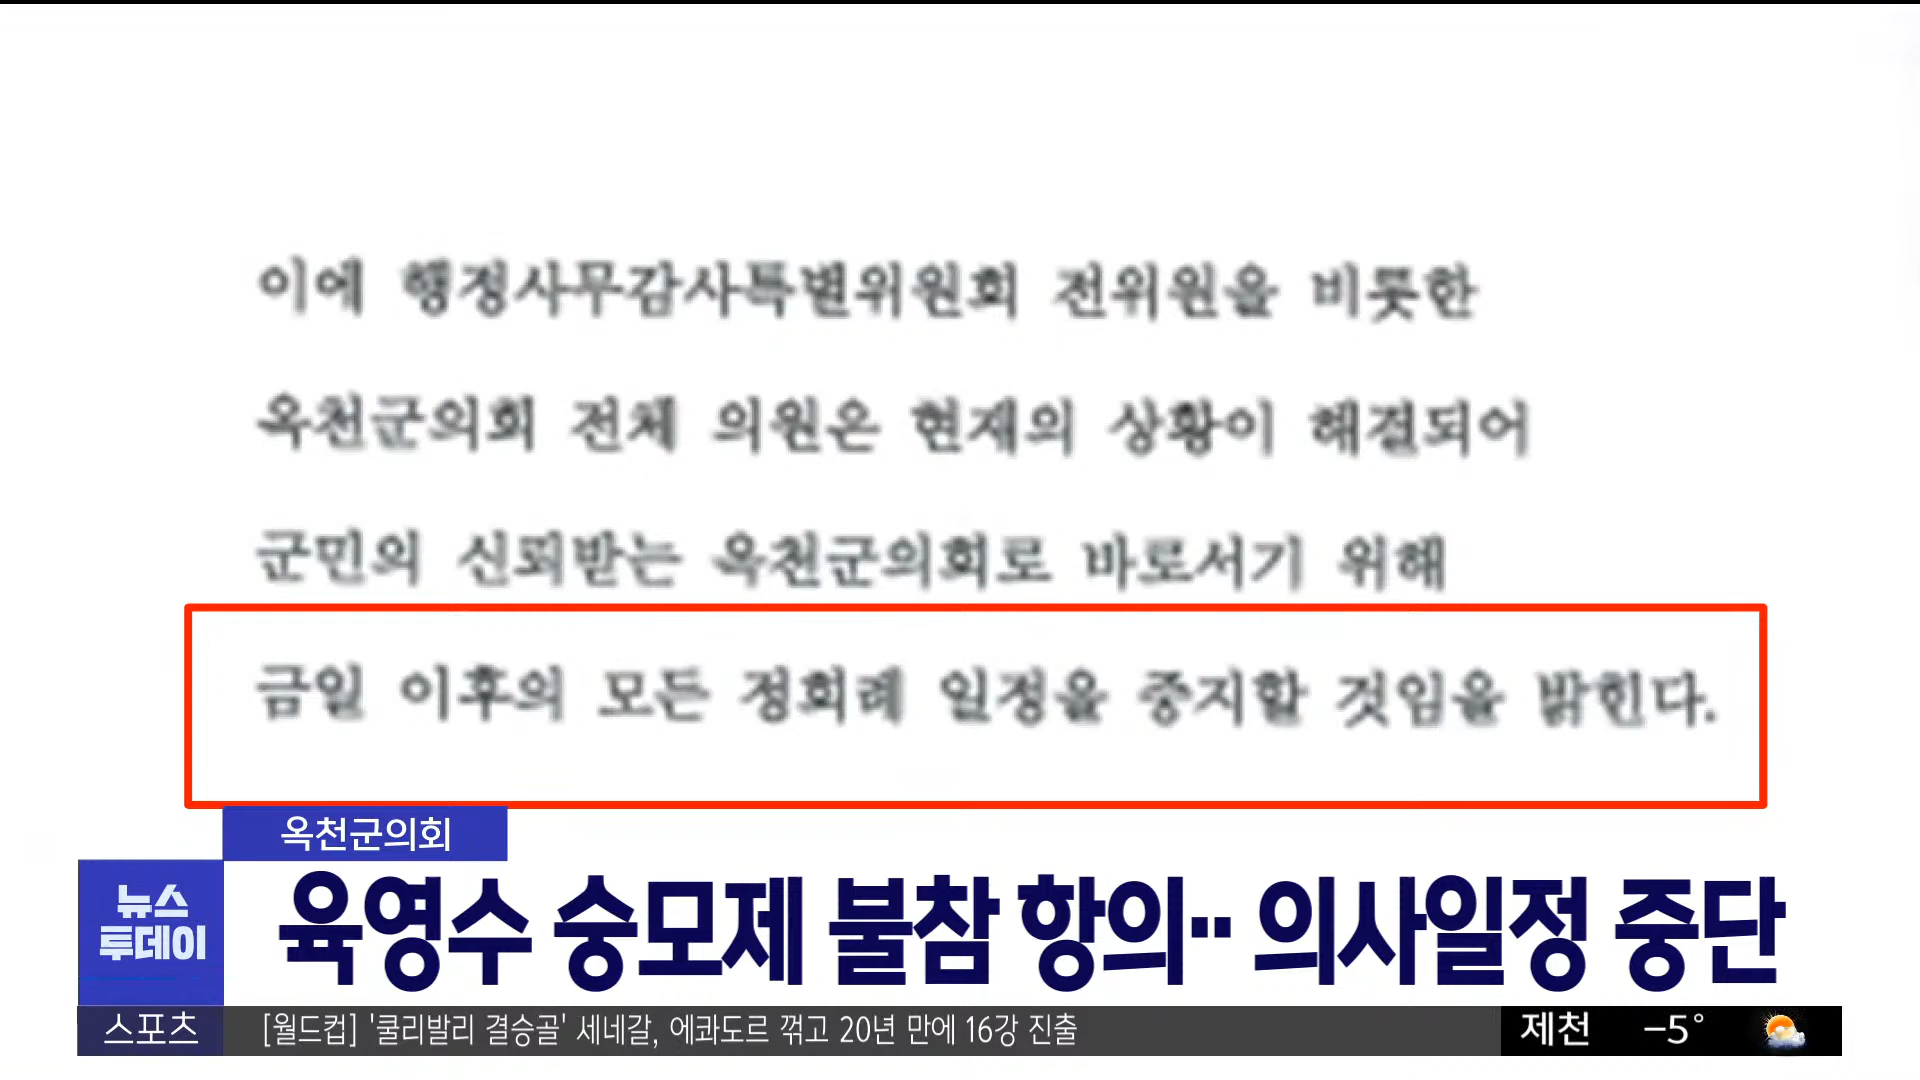 이에 행정사무감사특별위원회 전위원을 비롯한
옥천군의회 전체 의원은 현재의 상황이 해결되어
군민의 신뢰받는 옥천군의회로 바로서기 위해
금일 이후의 모든 정회례 일정을 중지할 것임을 밝힌다.
옥천군의회
뉴스
투데이
육영수 숭모제 불참 항의‥ 의사일정 중단
스포츠
[월드컵] '쿨리발리 결승골' 세네갈, 에콰도르 꺾고 20년 만에 16강 진출
제천 -5°